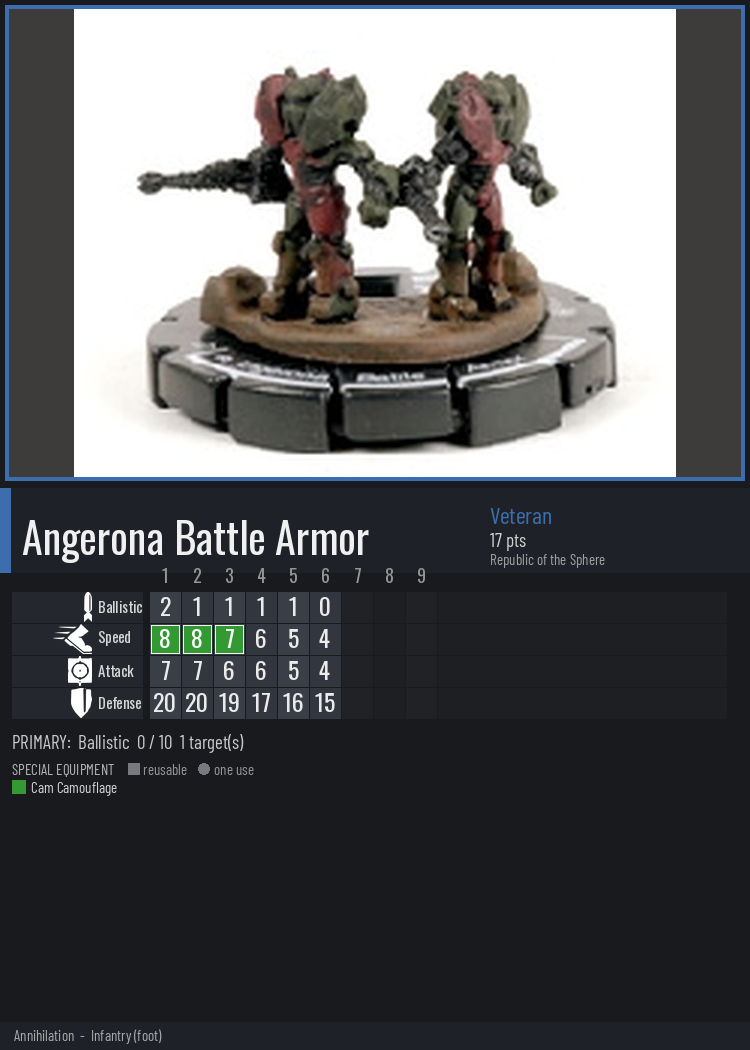 Angerona Battle Armor
Veteran
17 pts
Republic of the Sphere
1 2 3 4 5 6 7 8 9
Ballistic 2 1 1 1 1 0
Speed 8 8 7 6 5 4
Attack 7 7 6 6 5 4
Defense 20 20 19 17 16 15
PRIMARY: Ballistic 0 / 10 1 target(s)
SPECIAL EQUIPMENT reusable one use
Cam Camouflage
Annihilation - Infantry (foot)